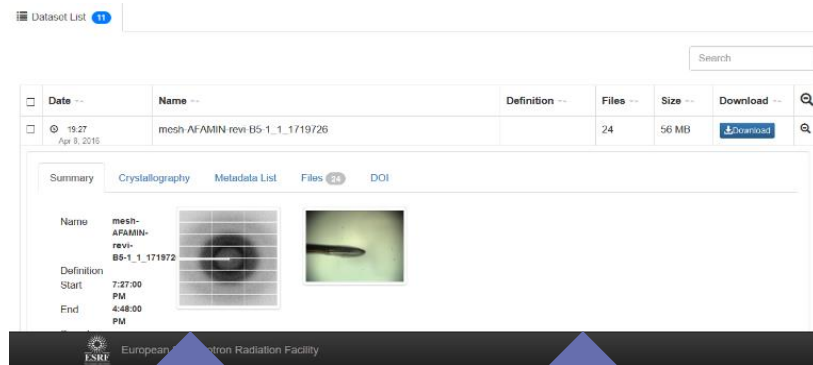 Dataset List 11
Search
Date
Name
Definition
Files
Size
Download
19:27
Apr 8, 2016
mesh-AFAMIN-revi-B5-1_1_1719726
24
56 MB
Download
Summary
Crystallography
Metadata List
Files 24
DOI
Name
mesh-
AFAMIN-
revi-
B5-1_1_171972
Definition
Start
7:27:00
PM
End
4:48:00
PM
ESRF
European
tron Radiation Facility